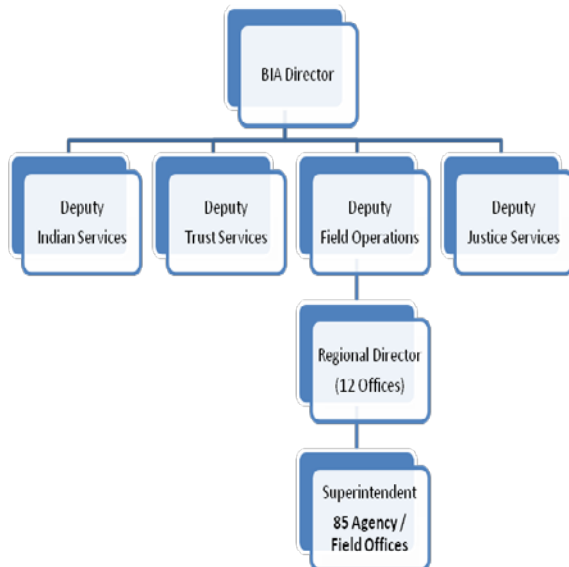 BIA Director
Deputy
Indian Services
Deputy
Trust Services
Deputy
Field Operations
Deputy
Justice Services
Regional Director
(12 Offices)
Superintendent
85 Agency /
Field Offices